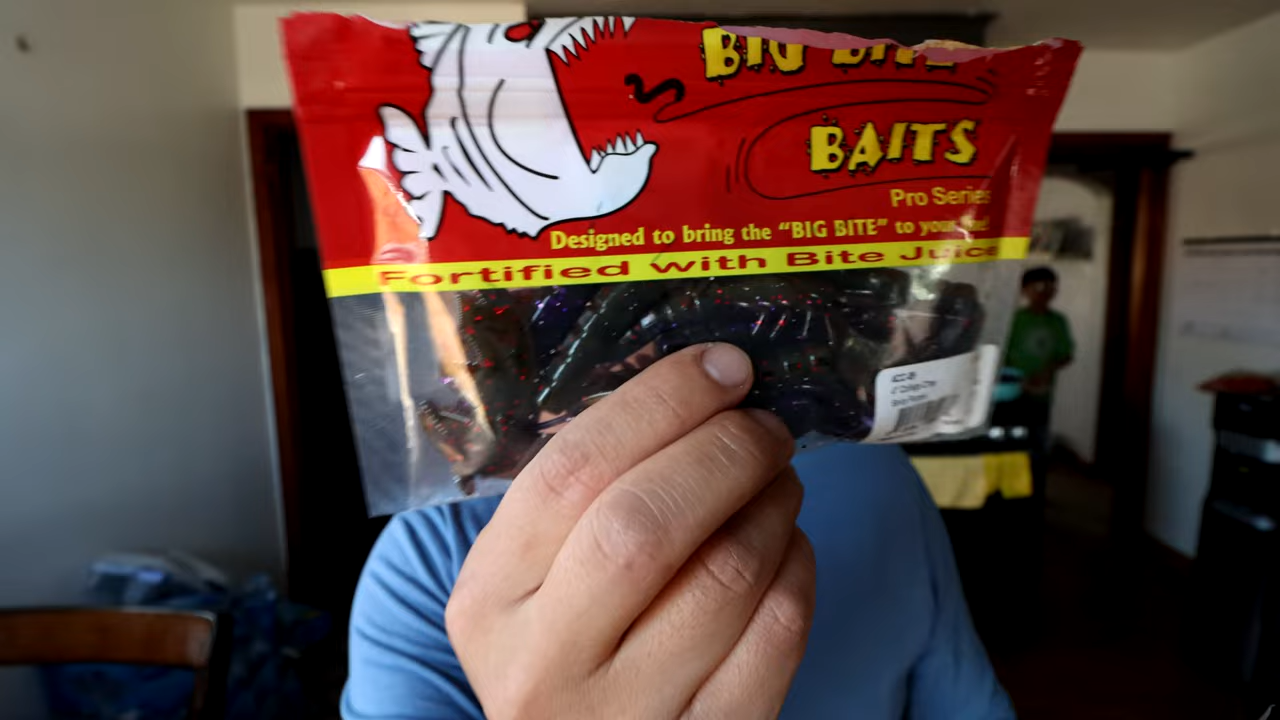 BIG BITE
BAITS
Pro Series
Designed to bring the "BIG BITE" to your
Fortified with Bite Juice